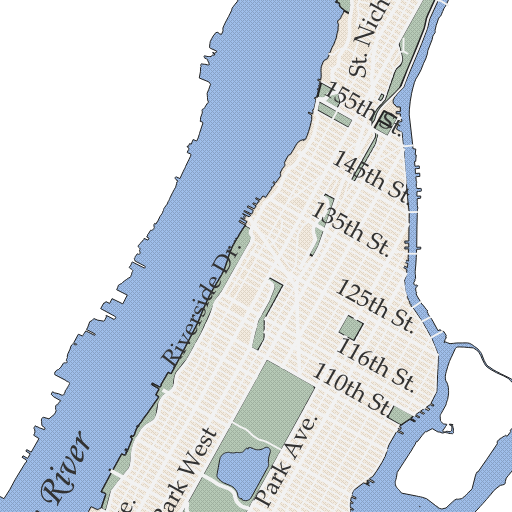 St. Nich
155th St.
145th St.
135th St.
125th St.
116th St.
110th St.
Riverside Dr.
River
Park West
Park Ave.
e.